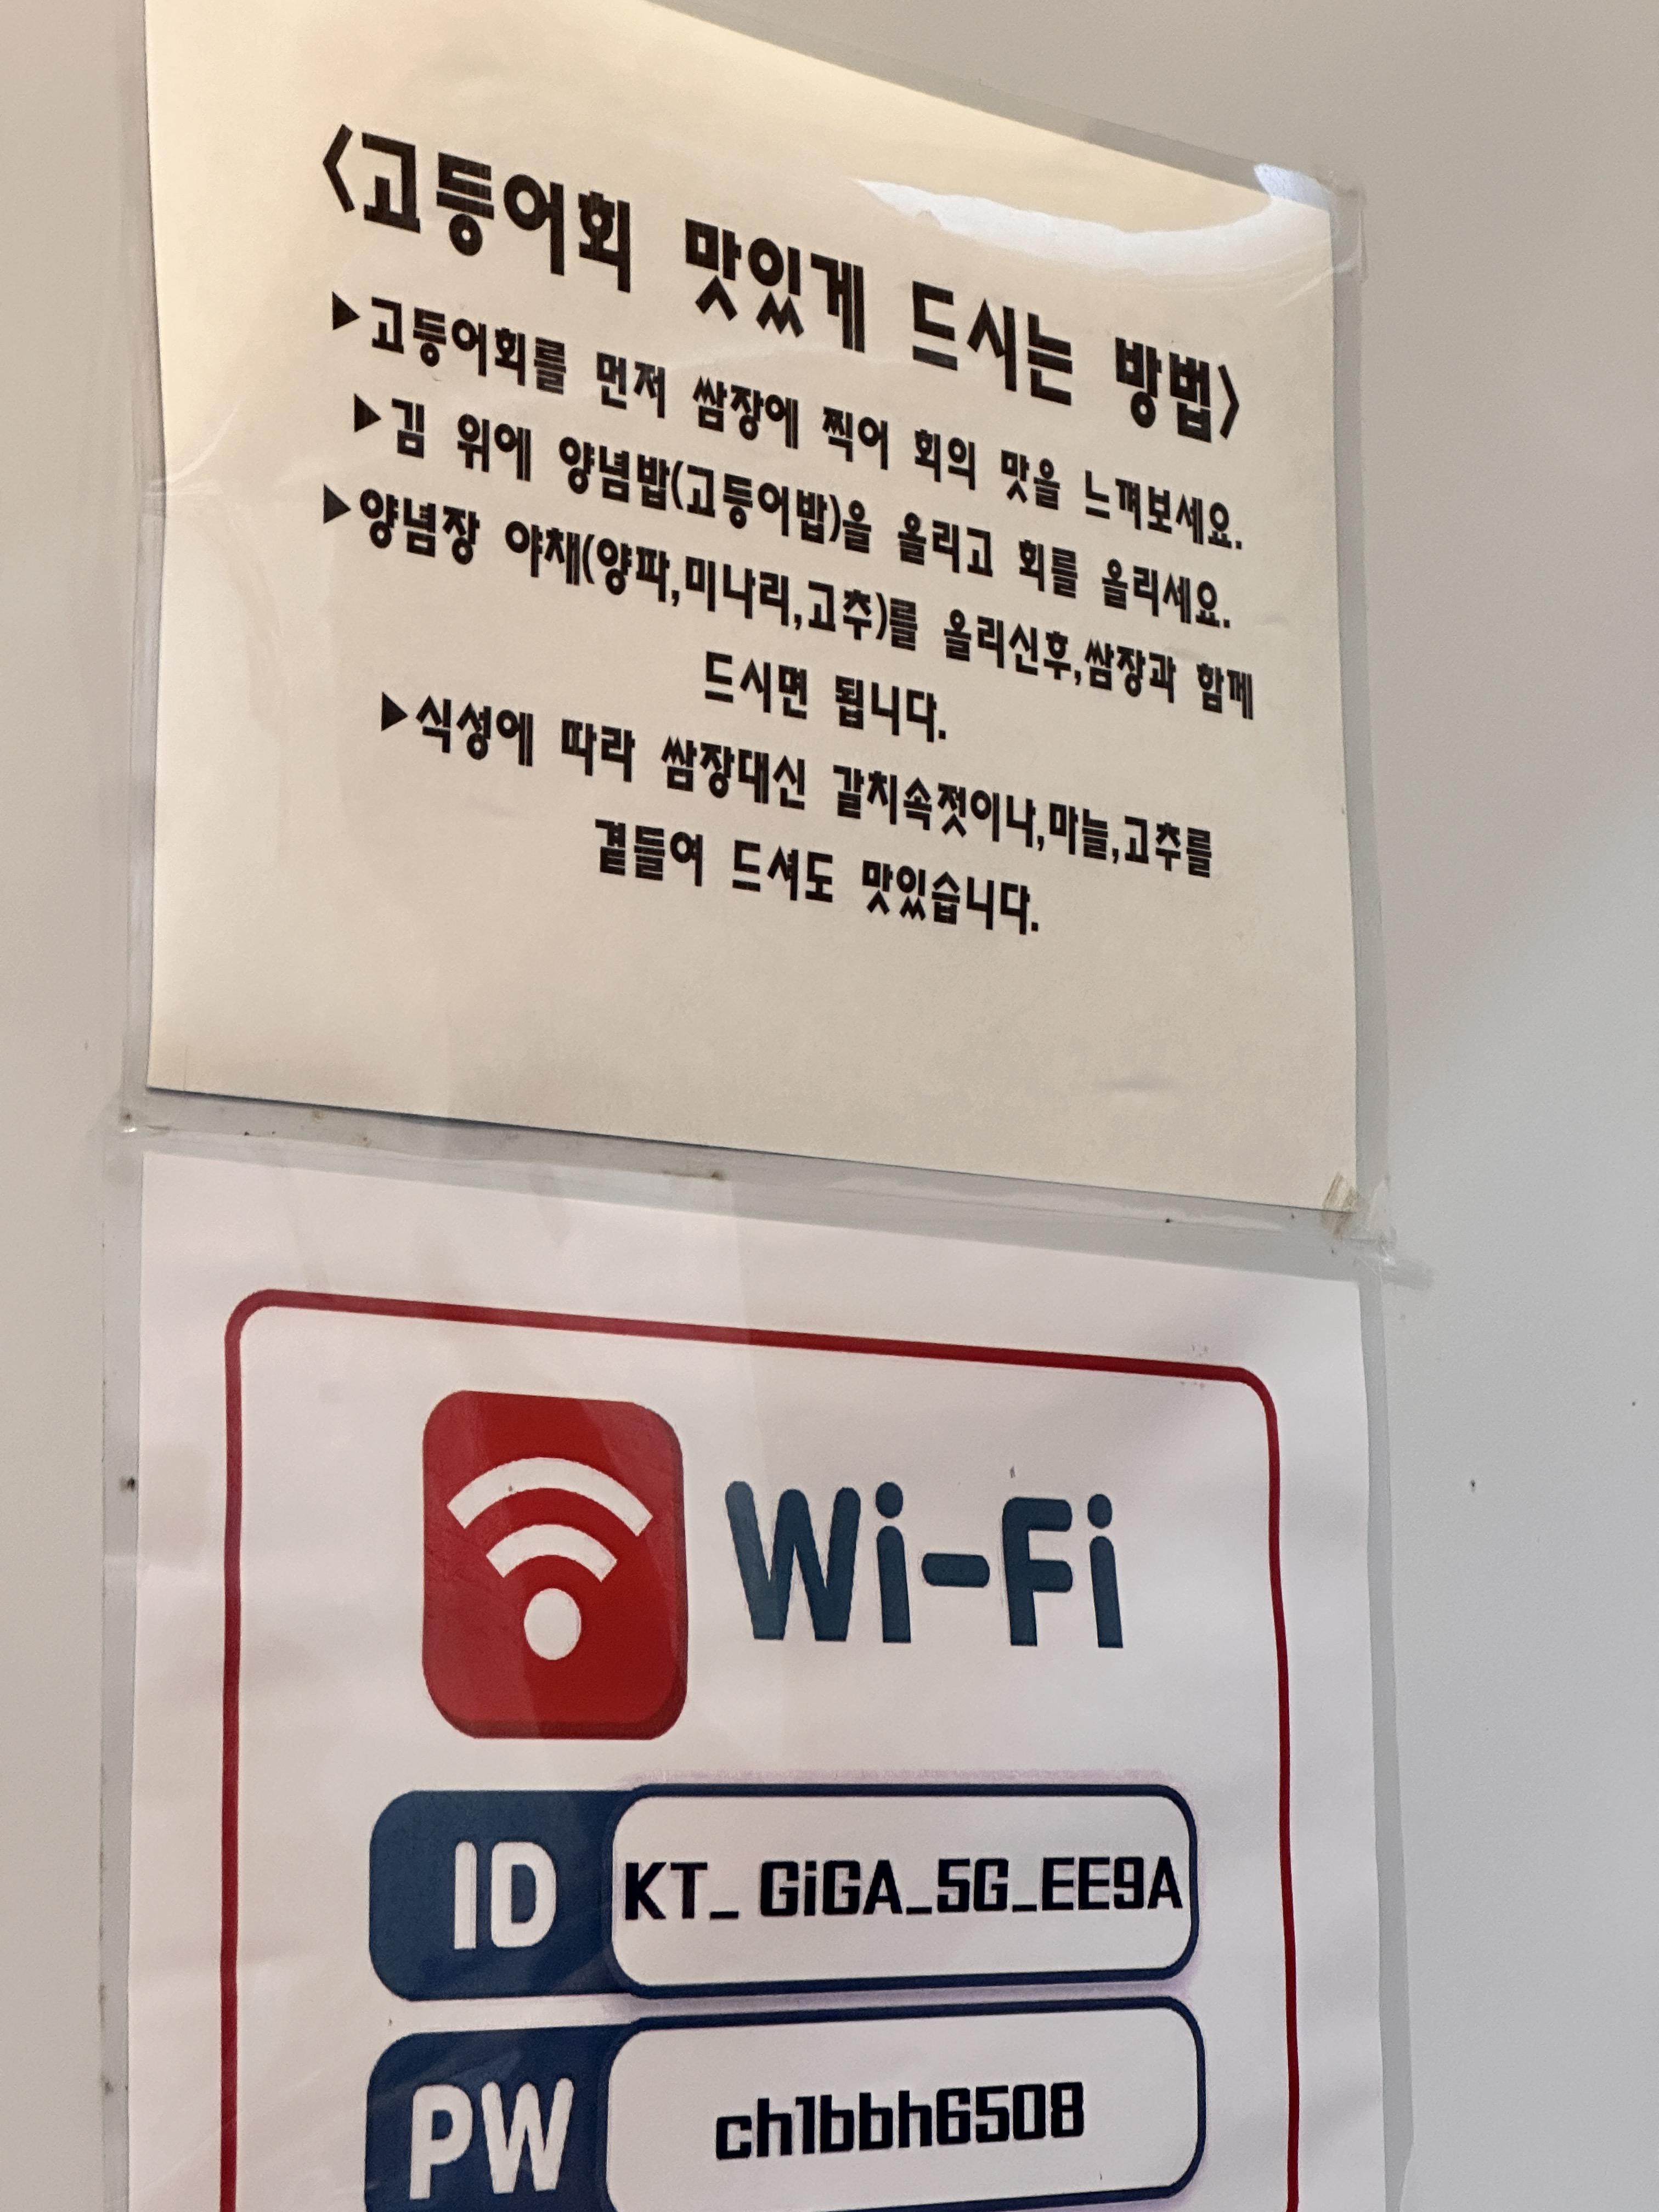 <고등어회 맛있게 드시는 방법>
▶고등어회를 먼저 쌈장에 찍어 회의 맛을 느껴보세요.
▶김 위에 양념밥(고등어밥)을 올리고 회를 올리세요.
▶양념장 야채(양파,미나리,고추)를 올리신후,쌈장과 함께
드시면 됩니다.
▶식성에 따라 쌈장대신 갈치속젓이나,마늘,고추를
곁들여 드셔도 맛있습니다.
Wi-Fi
ID KT_ GiGA_5G_EE9A
PW ch1bbh6508